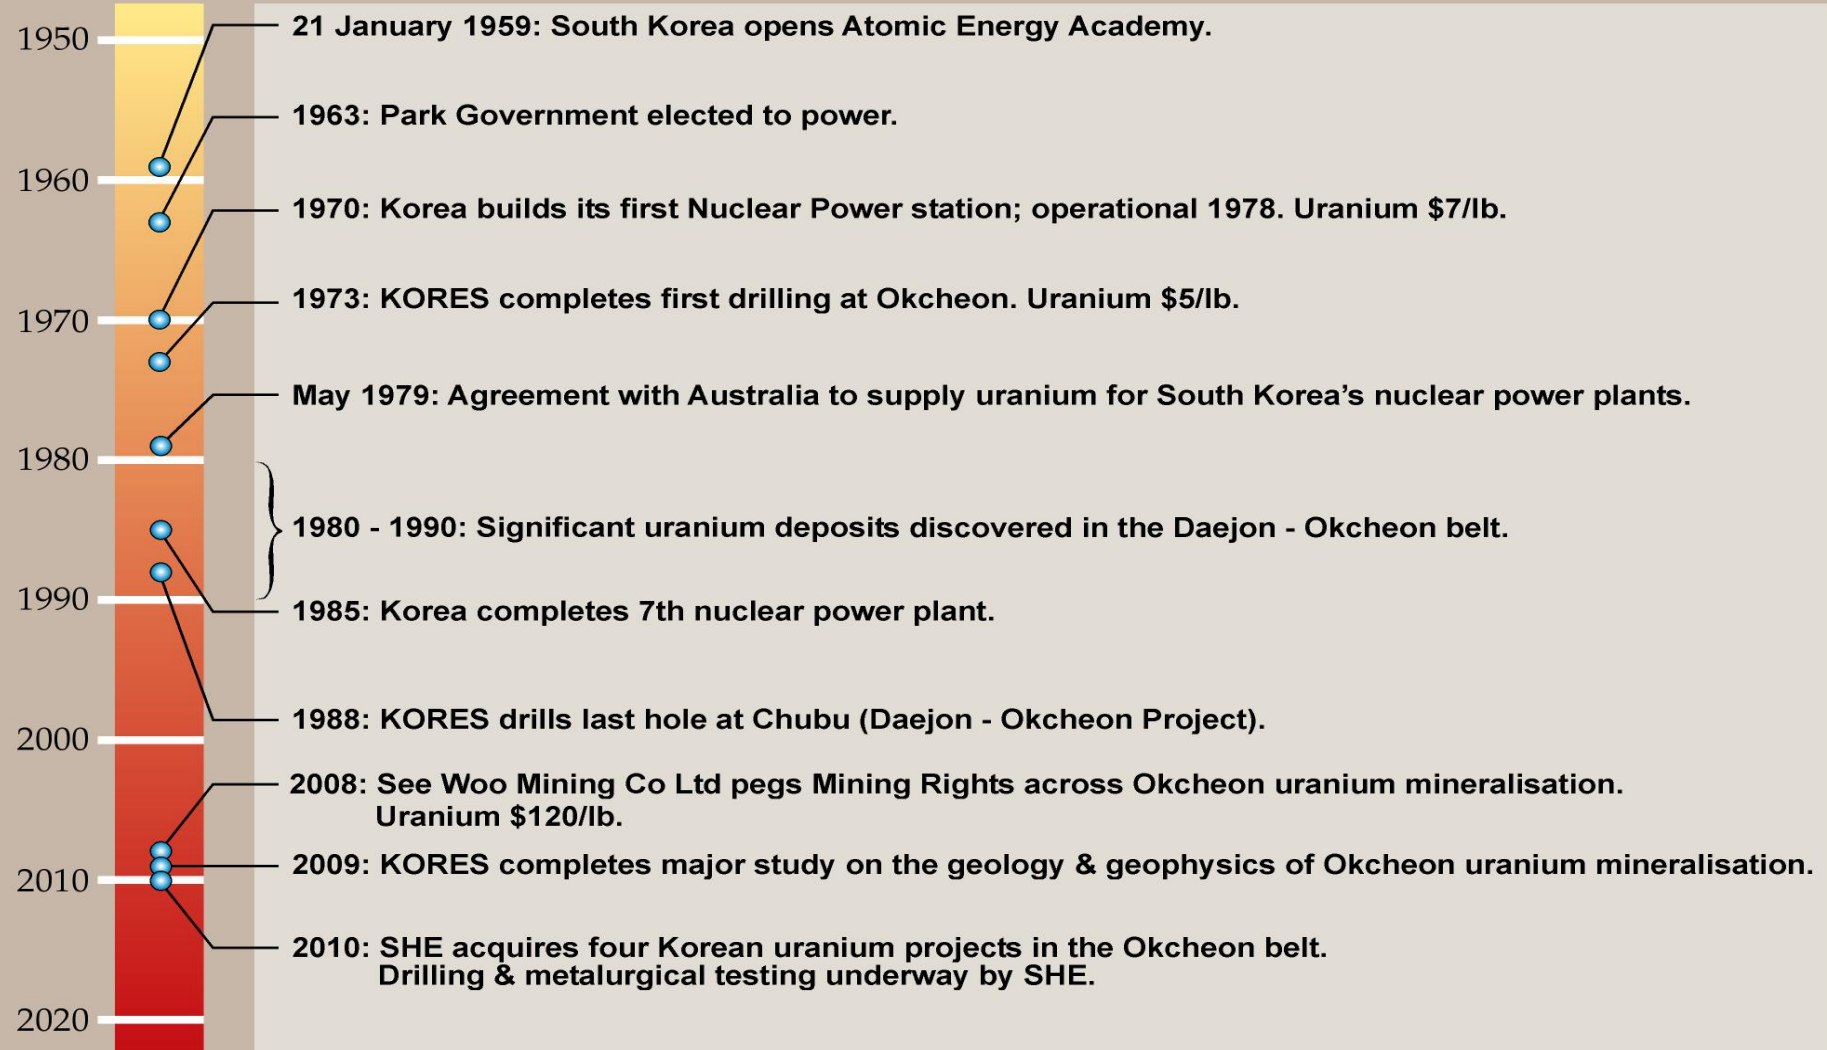 1950
21 January 1959: South Korea opens Atomic Energy Academy.
1963: Park Government elected to power.
1960
1970: Korea builds its first Nuclear Power station; operational 1978. Uranium $7/lb.
1973: KORES completes first drilling at Okcheon. Uranium $5/lb.
1970
May 1979: Agreement with Australia to supply uranium for South Korea’s nuclear power plants.
1980
1980 - 1990: Significant uranium deposits discovered in the Daejon - Okcheon belt.
1990
1985: Korea completes 7th nuclear power plant.
1988: KORES drills last hole at Chubu (Daejon - Okcheon Project).
2000
2008: See Woo Mining Co Ltd pegs Mining Rights across Okcheon uranium mineralisation.
Uranium $120/lb.
2009: KORES completes major study on the geology & geophysics of Okcheon uranium mineralisation.
2010
2010: SHE acquires four Korean uranium projects in the Okcheon belt.
Drilling & metalurgical testing underway by SHE.
2020